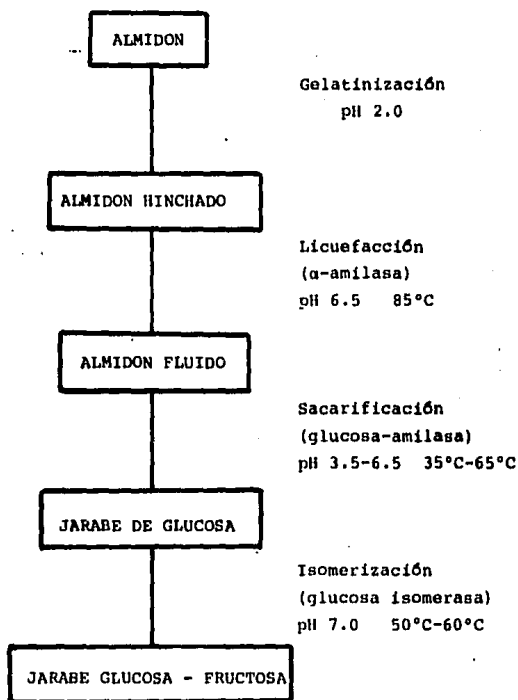 ALMIDON
Gelatinización
pH 2.0
ALMIDON HINCHADO
Licuefacción
(α-amilasa)
pH 6.5 85°C
ALMIDON FLUIDO
Sacarificación
(glucosa-amilasa)
pH 3.5-6.5 35°C-65°C
JARABE DE GLUCOSA
Isomerización
(glucosa isomerasa)
pH 7.0 50°C-60°C
JARABE GLUCOSA - FRUCTOSA